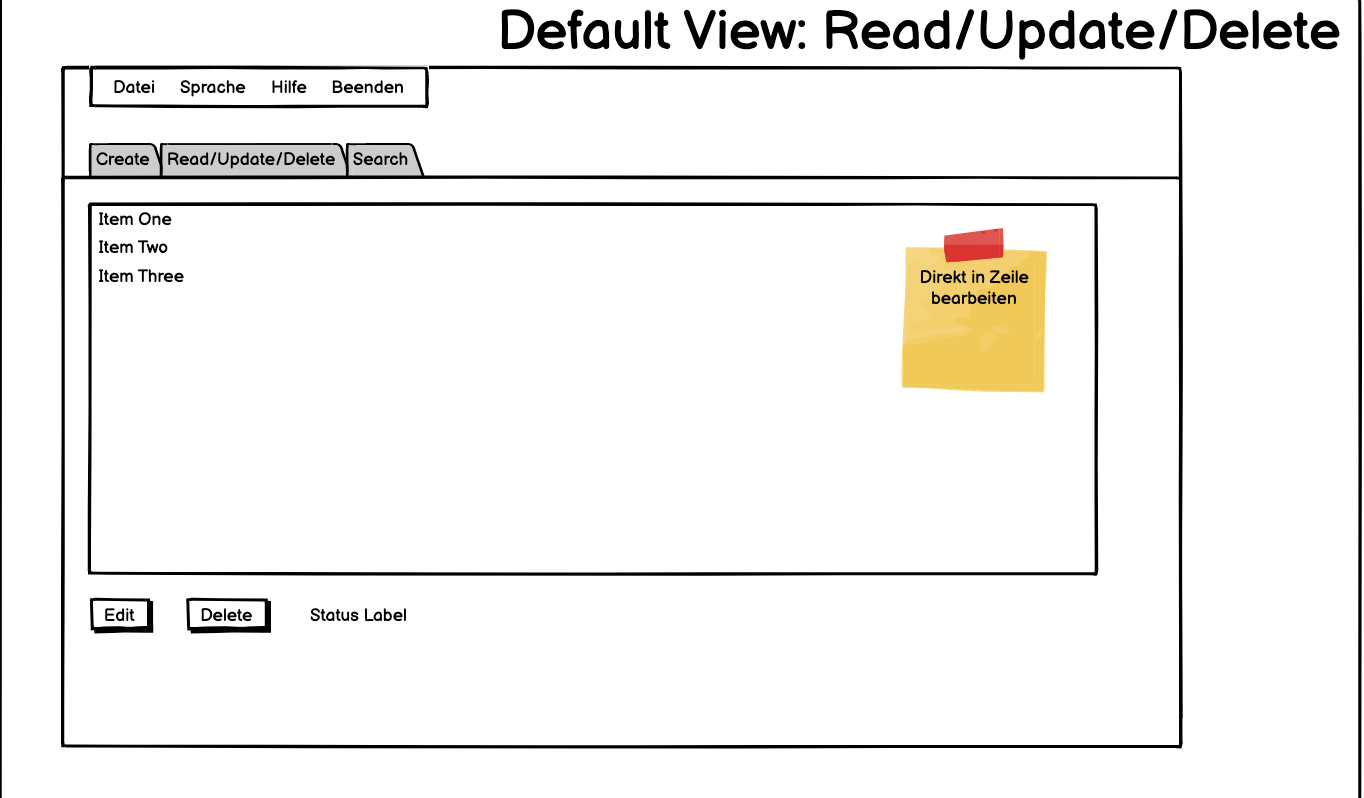 Default View: Read/Update/Delete
Datei Sprache Hilfe Beenden
Create Read/Update/Delete Search
Item One
Item Two
Item Three
Direkt in Zeile
bearbeiten
Edit Delete Status Label